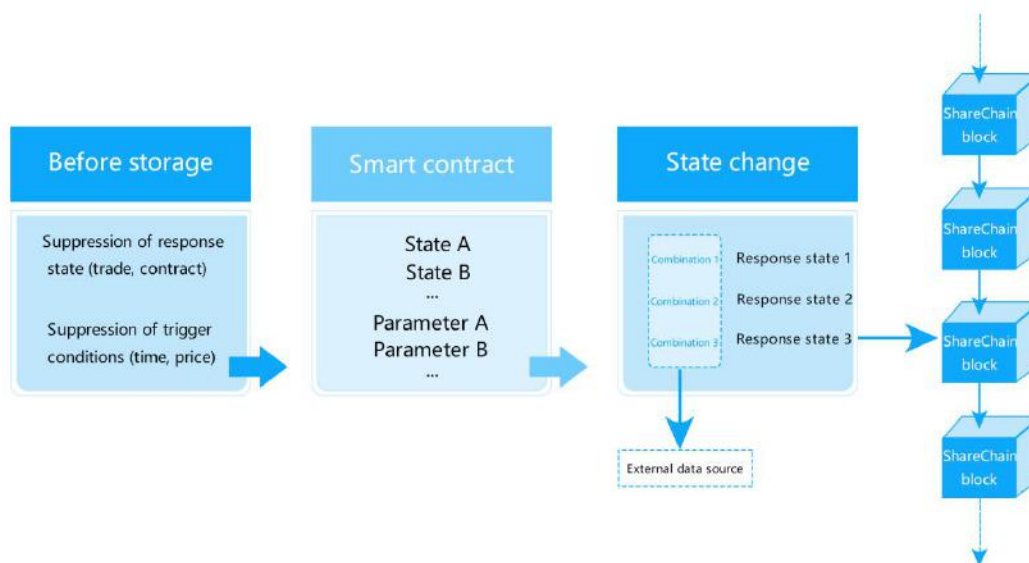 Before storage
Suppression of response
state (trade, contract)
Suppression of trigger
conditions (time, price)
Smart contract
State A
State B
...
Parameter A
Parameter B
...
State change
Combination 1
Response state 1
Combination 2
Response state 2
Combination 3
Response state 3
External data source
ShareChain
block
ShareChain
block
ShareChain
block
ShareChain
block